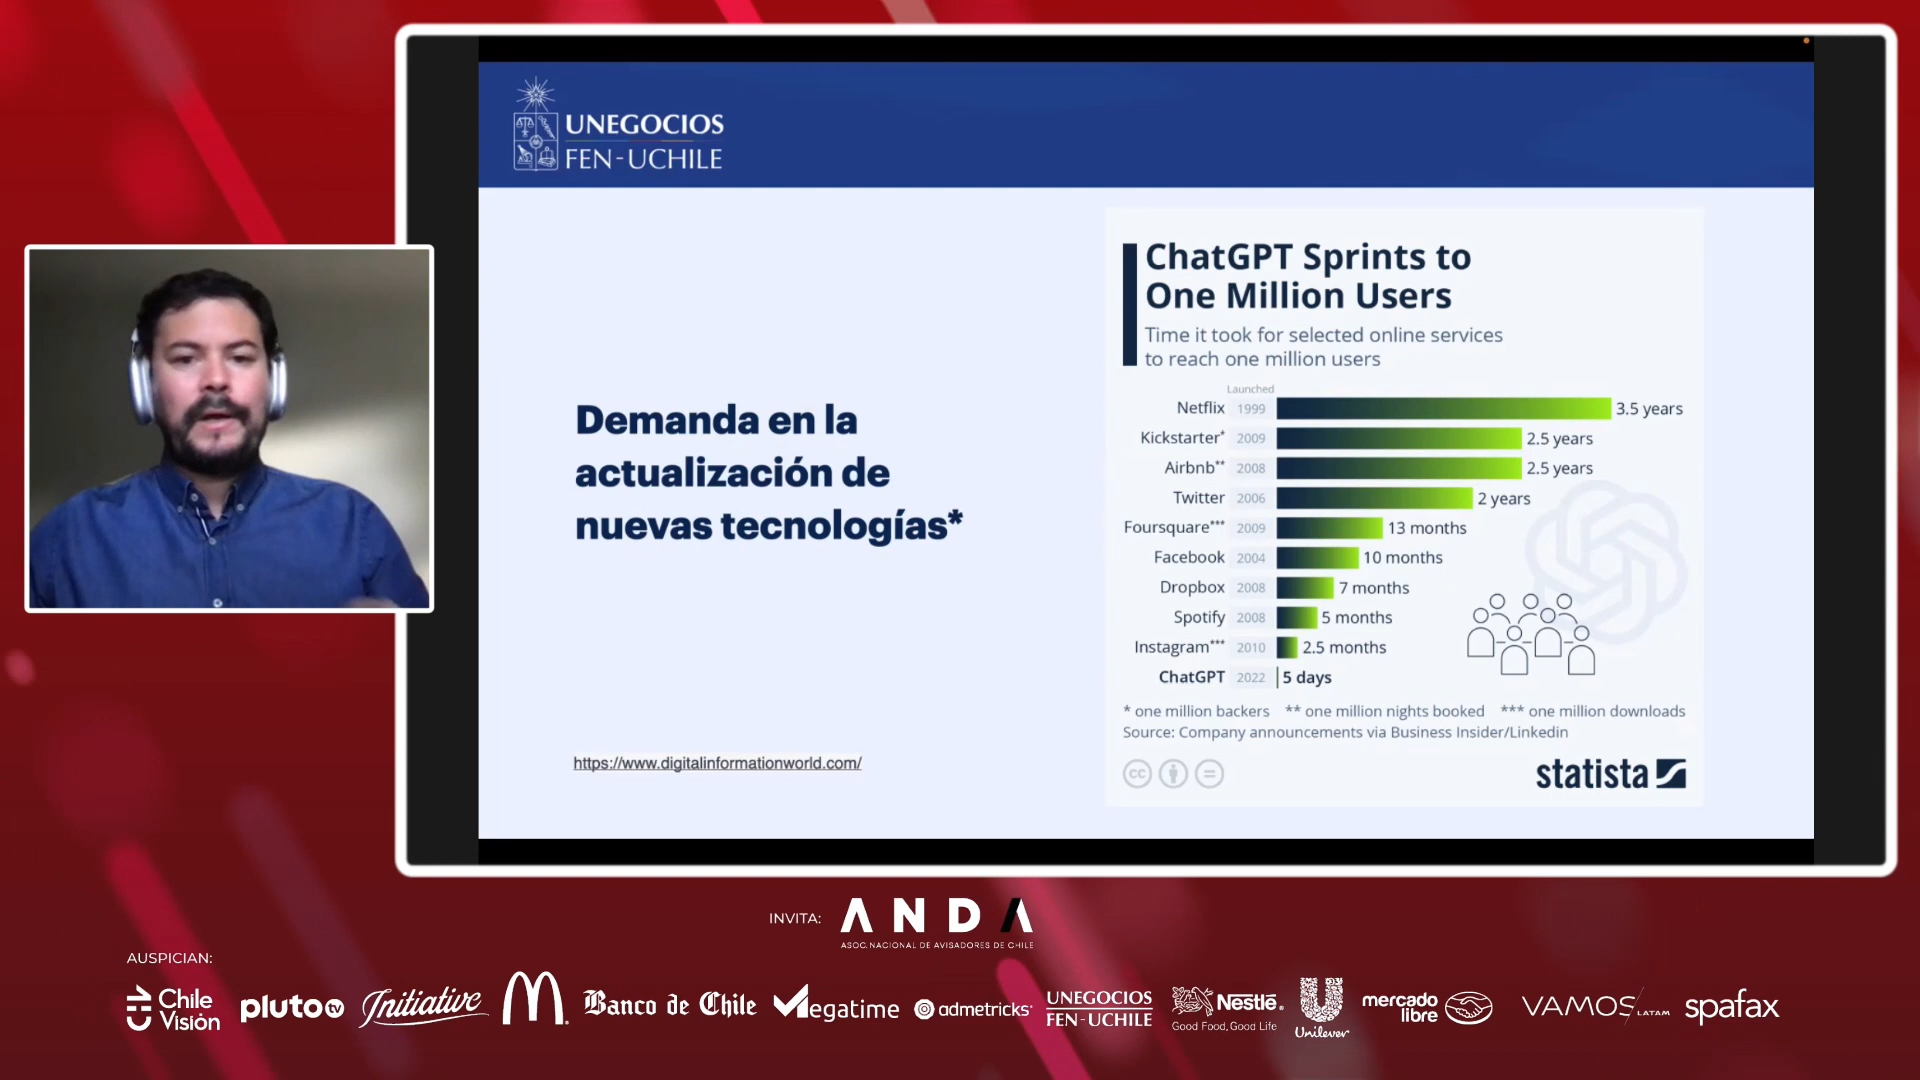 UNEGOCIOS
FEN-UCHILE
Demanda en la
actualización de
nuevas tecnologías*
https://www.digitalinformationworld.com/
ChatGPT Sprints to
One Million Users
Time it took for selected online services
to reach one million users
Launched
Netflix 1999 3.5 years
Kickstarter* 2009 2.5 years
Airbnb** 2008 2.5 years
Twitter 2006 2 years
Foursquare*** 2009 13 months
Facebook 2004 10 months
Dropbox 2008 7 months
Spotify 2008 5 months
Instagram*** 2010 2.5 months
ChatGPT 2022 5 days
* one million backers ** one million nights booked *** one million downloads
Source: Company announcements via Business Insider/Linkedin
cc
statista
INVITA: ANDA
ASOC. NACIONAL DE AVISADORES DE CHILE
AUSPICIAN:
Chile
Visión
pluto tv
Initiative
M
Banco de Chile
Megatime
admetricks
UNEGOCIOS
FEN-UCHILE
Nestlé
Good Food, Good Life
Unilever
mercado
libre
VAMOS/LATAM
spafax